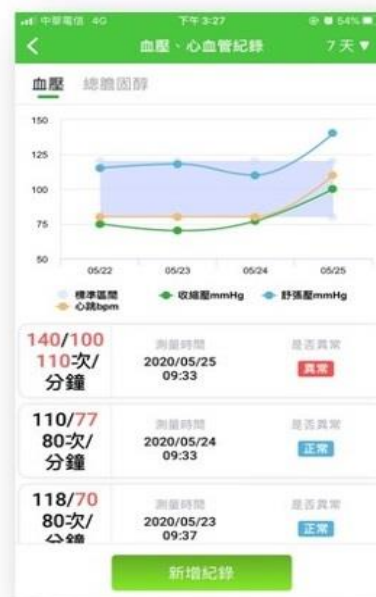 中華電信 4G 下午 3:27 54%
血壓、心血管紀錄 7 天 ▼
血壓 總膽固醇
150
125
100
75
50
05/22 05/23 05/24 05/25
標準區間 收縮壓mmHg 舒張壓mmHg
心跳bpm
140/100
110次/
分鐘
測量時間
2020/05/25
09:33
是否異常
異常
110/77
80次/
分鐘
測量時間
2020/05/24
09:33
是否異常
正常
118/70
80次/
分鐘
測量時間
2020/05/23
09:37
是否異常
正常
新增紀錄